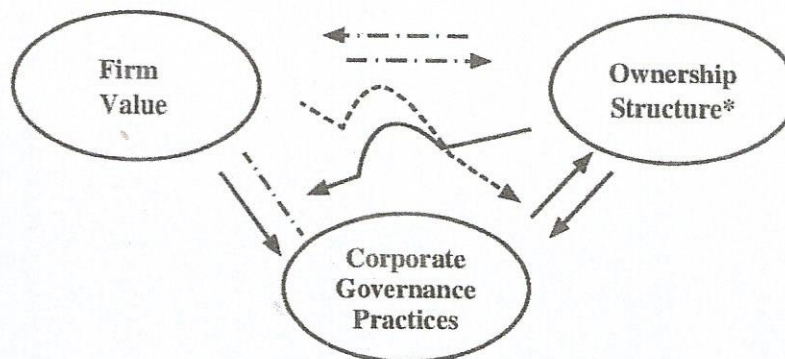 Firm
Value
Ownership
Structure*
Corporate
Governance
Practices